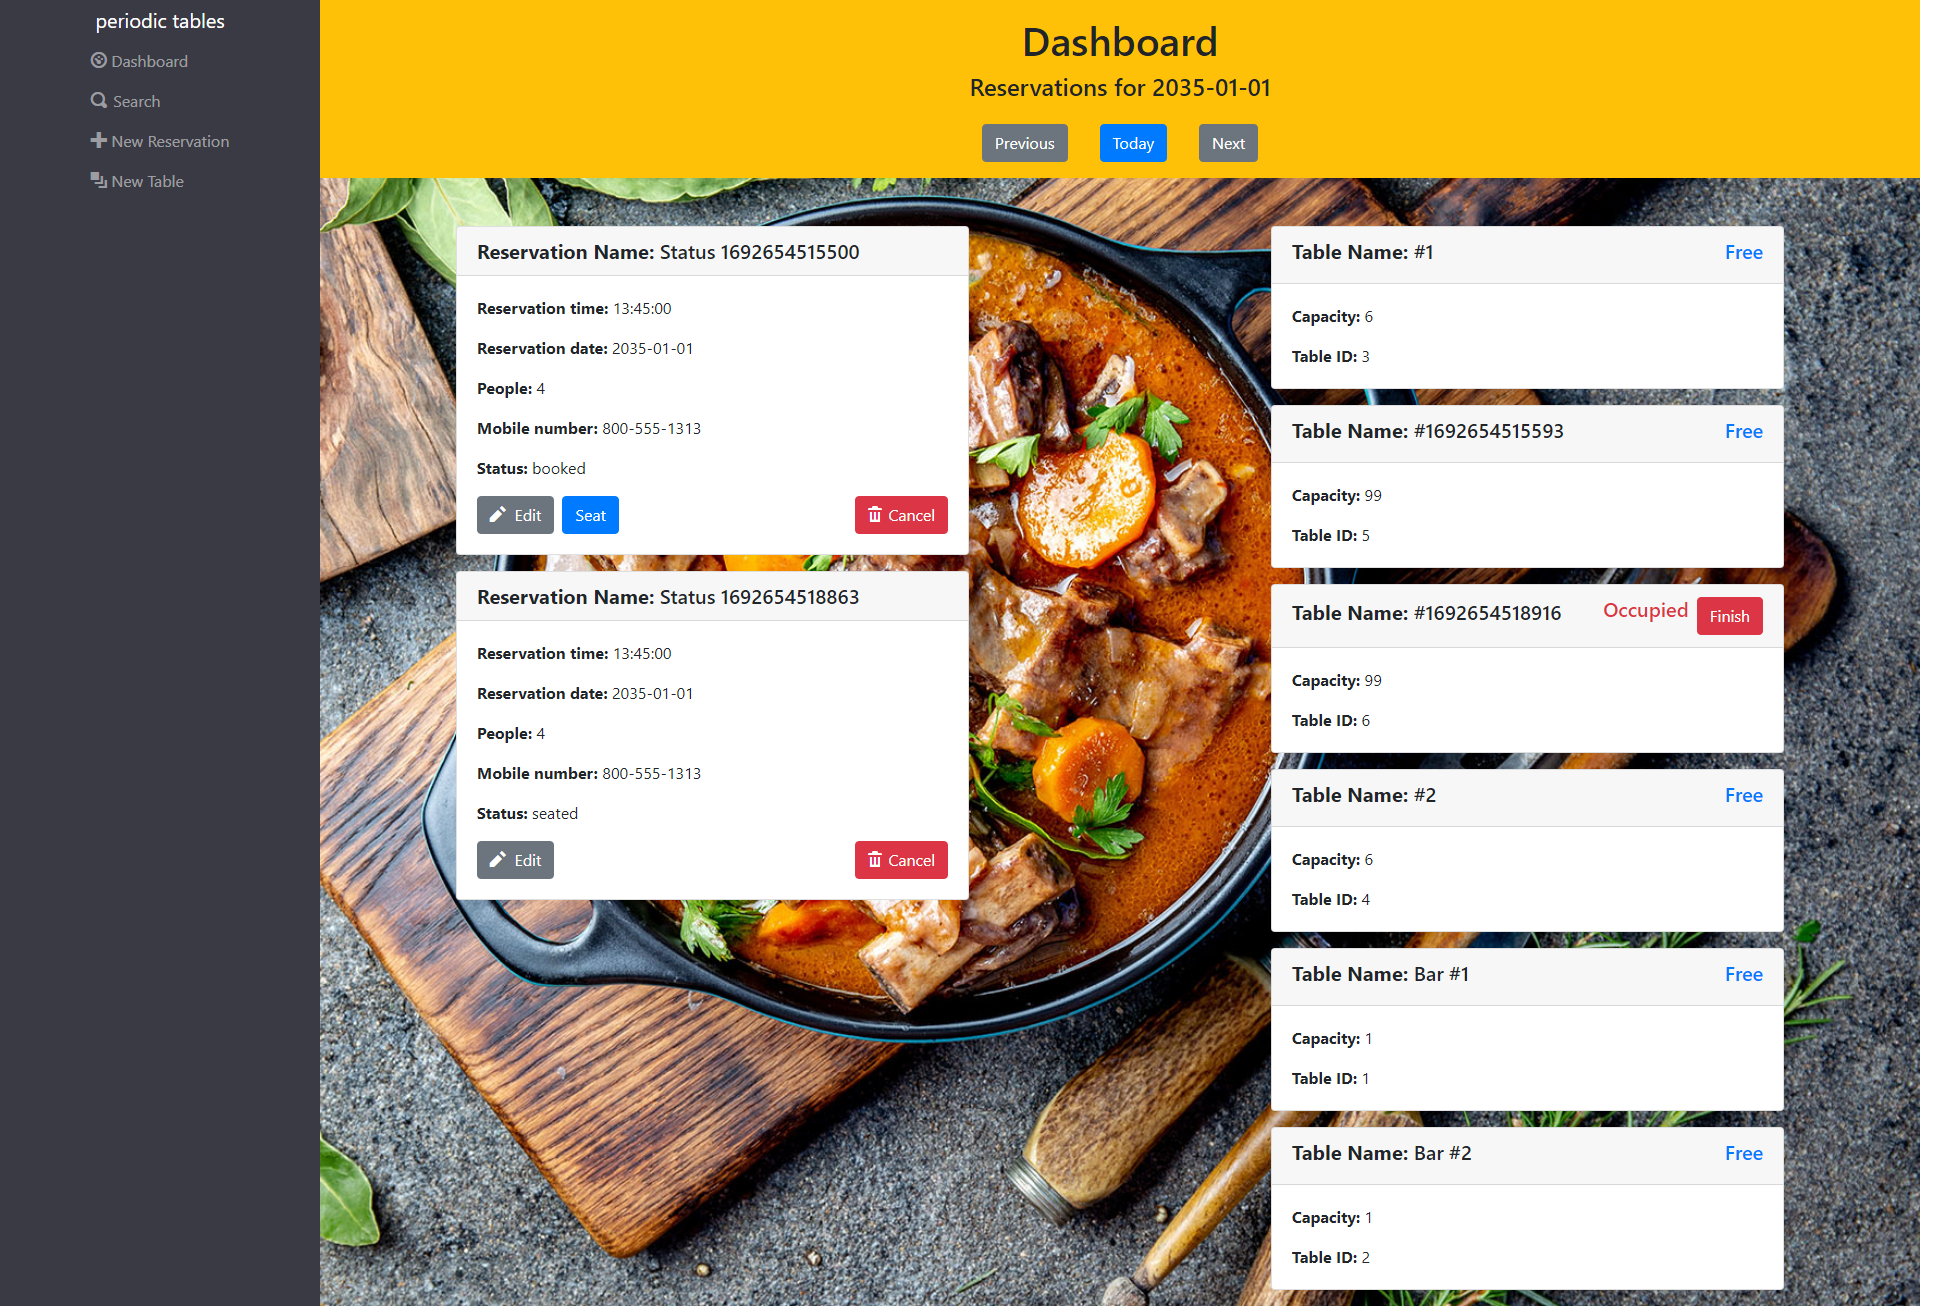 periodic tables
Dashboard
Search
New Reservation
New Table
Dashboard
Reservations for 2035-01-01
Previous
Today
Next
Reservation Name: Status 1692654515500
Reservation time: 13:45:00
Reservation date: 2035-01-01
People: 4
Mobile number: 800-555-1313
Status: booked
Edit
Seat
Cancel
Reservation Name: Status 1692654518863
Reservation time: 13:45:00
Reservation date: 2035-01-01
People: 4
Mobile number: 800-555-1313
Status: seated
Edit
Cancel
Table Name: #1
Free
Capacity: 6
Table ID: 3
Table Name: #1692654515593
Free
Capacity: 99
Table ID: 5
Table Name: #1692654518916
Occupied
Finish
Capacity: 99
Table ID: 6
Table Name: #2
Free
Capacity: 6
Table ID: 4
Table Name: Bar #1
Free
Capacity: 1
Table ID: 1
Table Name: Bar #2
Free
Capacity: 1
Table ID: 2